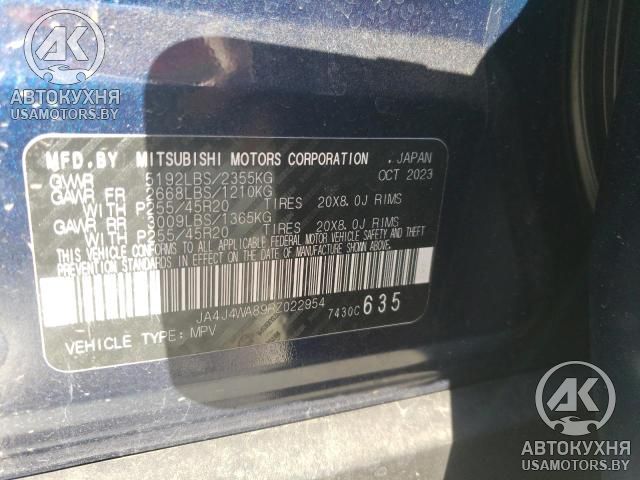 АВТОКУХНЯ
USAMOTORS.BY
MFD.BY MITSUBISHI MOTORS CORPORATION . JAPAN
GVWR 5192LBS/2355KG OCT 2023
GAWR FR 2668LBS/1210KG
WITH P255/45R20 TIRES 20X8.0J RIMS
GAWR RR 3009LBS/1365KG
WITH P255/45R20 TIRES 20X8.0J RIMS
THIS VEHICLE CONFORMS TO ALL APPLICABLE FEDERAL MOTOR VEHICLE SAFETY AND THEFT
PREVENTION STANDARDS IN EFFECT ON THE DATE OF MANUFACTURE SHOWN ABOVE.
JA4J4WA89RZ022954 7430C 635
VEHICLE TYPE: MPV
АВТОКУХНЯ
USAMOTORS.BY